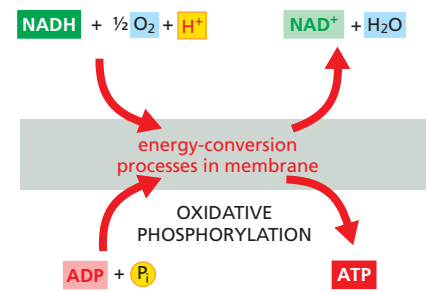 NADH + ½ O₂ + H⁺
NAD⁺ + H₂O
energy-conversion
processes in membrane
OXIDATIVE
PHOSPHORYLATION
ADP + Pᵢ
ATP